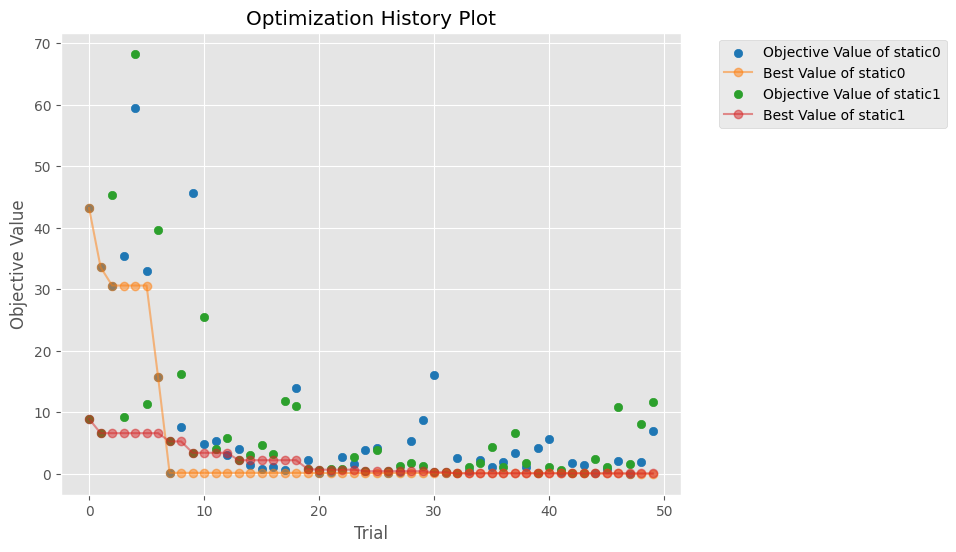 Optimization History Plot
Objective Value of static0
Best Value of static0
Objective Value of static1
Best Value of static1
Objective Value
70
60
50
40
30
20
10
0
0
10
20
30
40
50
Trial